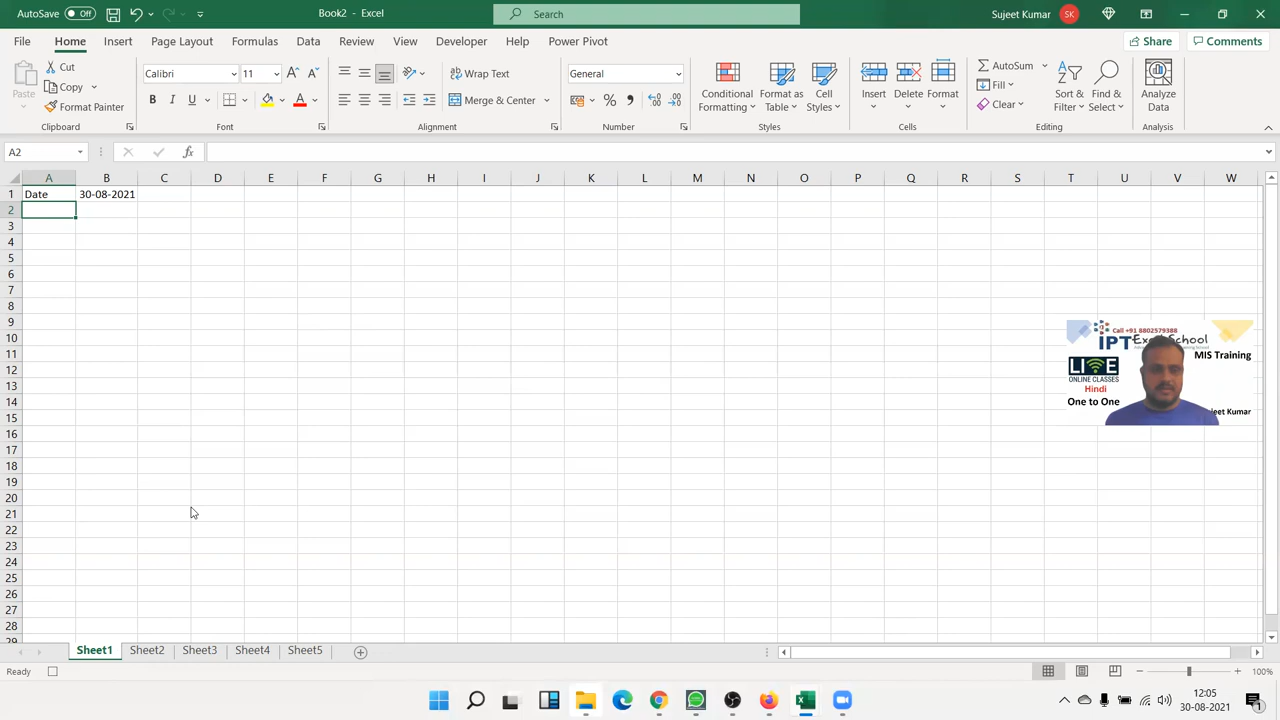 AutoSave Off Book2 - Excel Search Sujeet Kumar SK
File Home Insert Page Layout Formulas Data Review View Developer Help Power Pivot Share Comments
Cut
Copy
Format Painter
Paste
Clipboard
Calibri 11
B I U
Font
Wrap Text
Merge & Center
Alignment
General
Number
Conditional Formatting
Format as Table
Cell Styles
Styles
Insert Delete Format
Cells
AutoSum
Fill
Clear
Sort & Filter
Find & Select
Editing
Analyze Data
Analysis
A2 fx
A B C D E F G H I J K L M N O P Q R S T U V W
1 Date 30-08-2021
2
3
4
5
6
7
8
9
10
11
12
13
14
15
16
17
18
19
20
21
22
23
24
25
26
27
28
29
Call +91 8802579388
IPT Excel School
MIS Training
LIVE
ONLINE CLASSES
Hindi
One to One
jeet Kumar
Sheet1 Sheet2 Sheet3 Sheet4 Sheet5
Ready 100%
12:05
30-08-2021
1